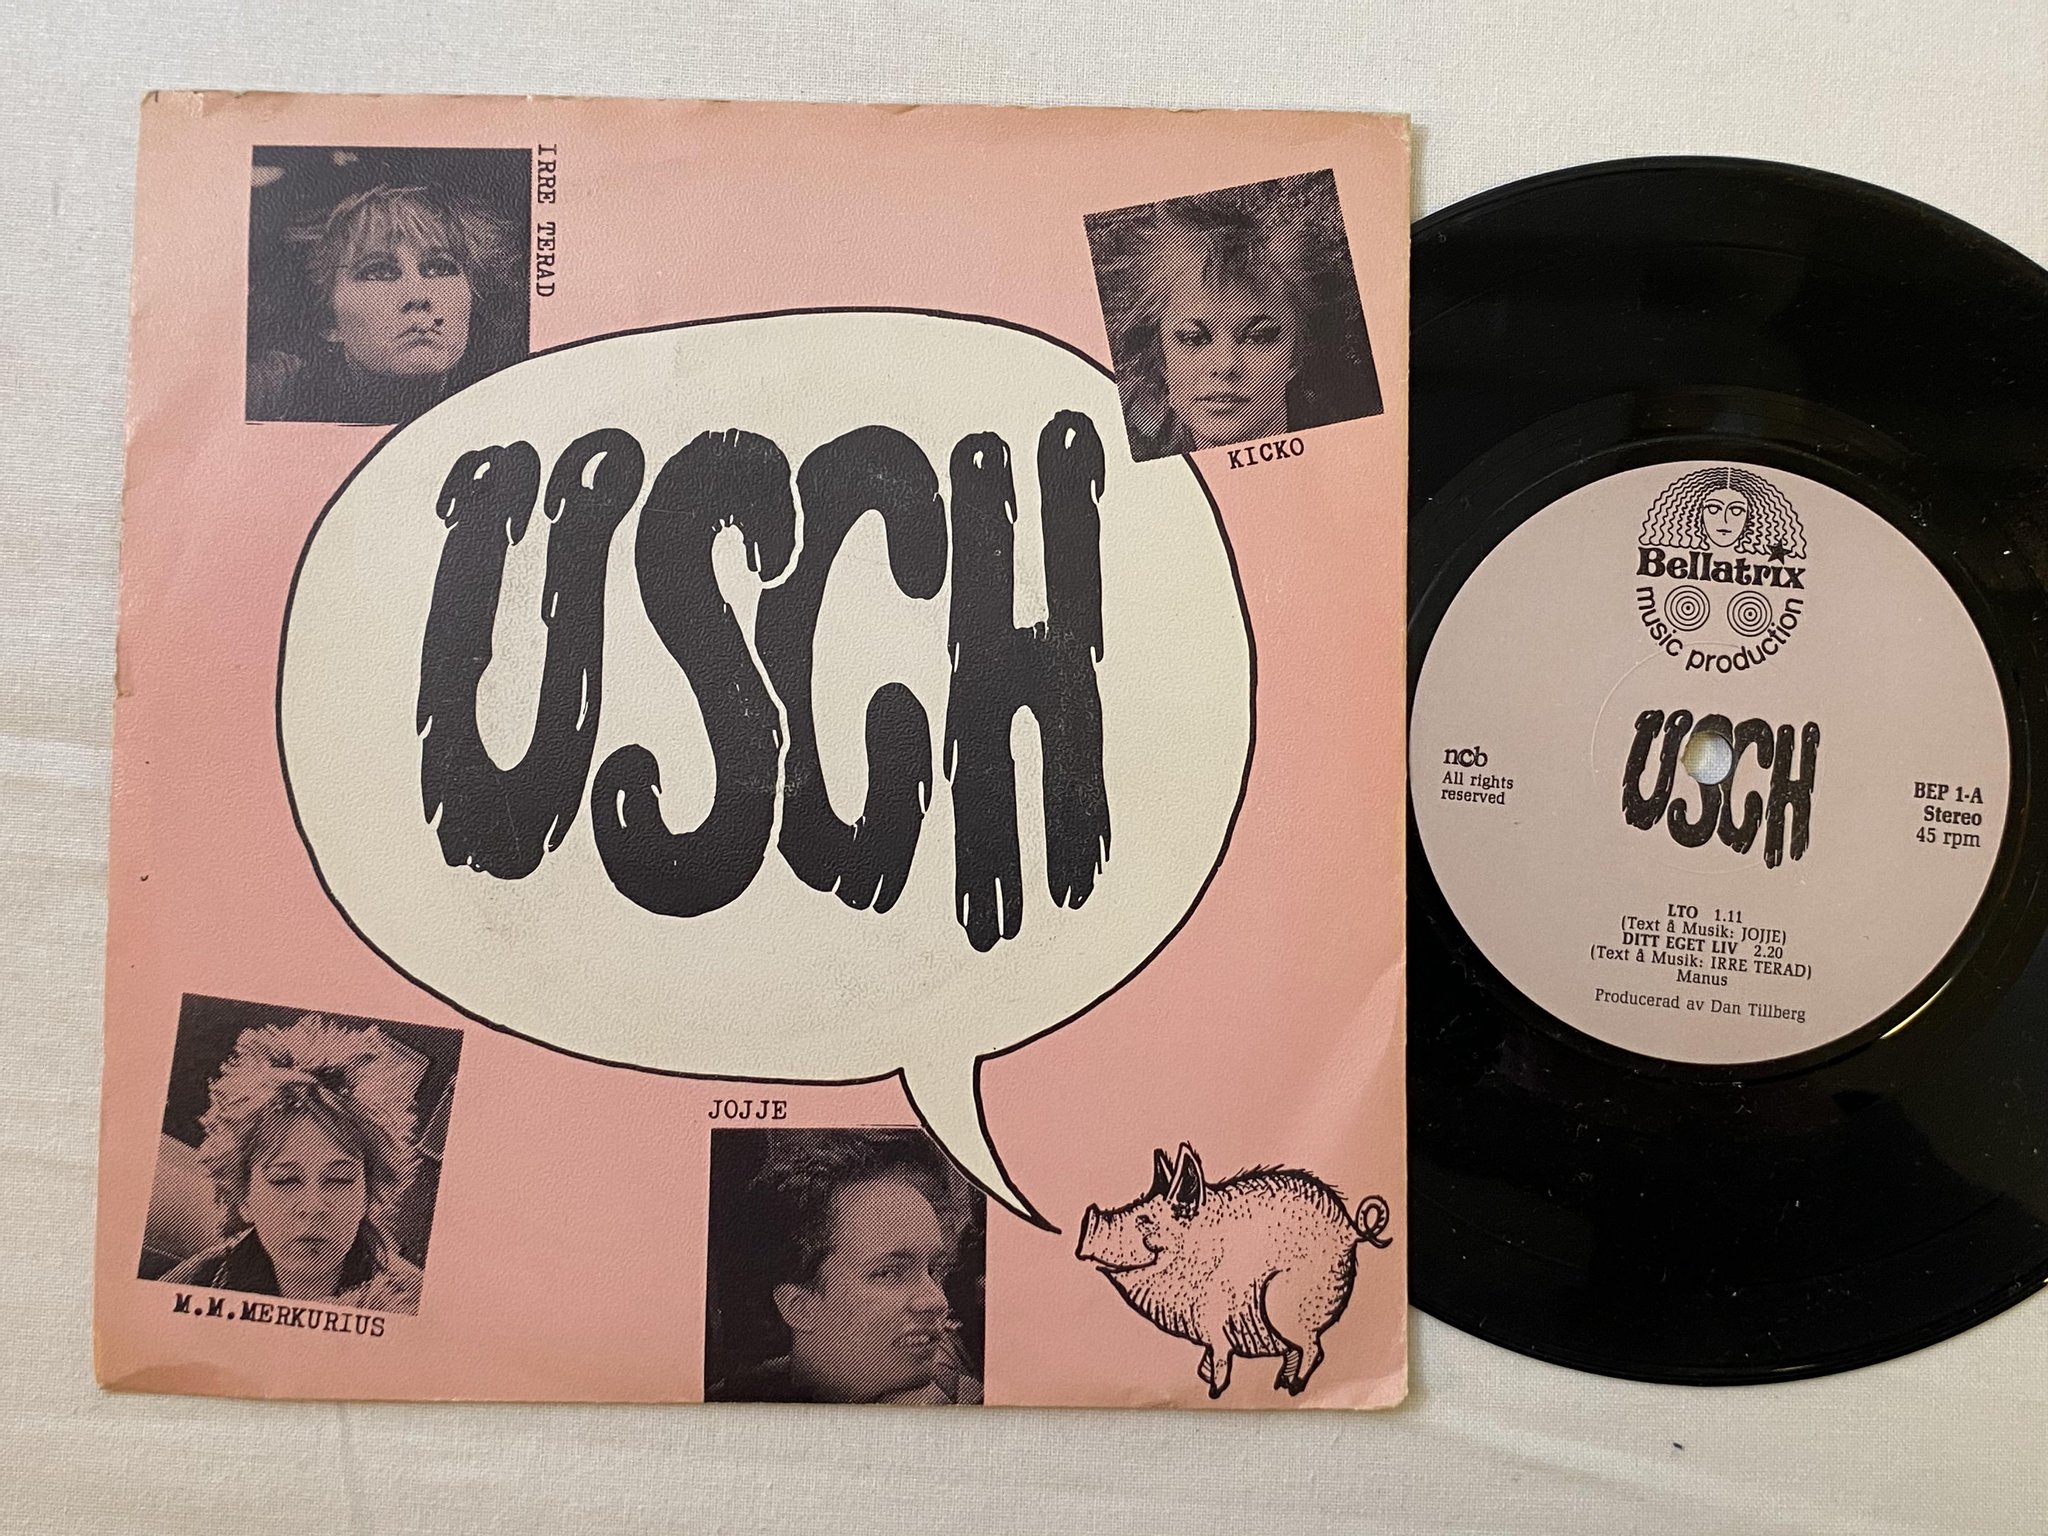 IRRE TERAD
KICKO
USCH
M.M.MERKURIUS
JOJJE
Bellatrix
music production
USCH
ncb
All rights
reserved
BEP 1-A
Stereo
45 rpm
LTO 1.11
(Text å Musik: JOJJE)
DITT EGET LIV 2.20
(Text å Musik: IRRE TERAD)
Manus
Producerad av Dan Tillberg